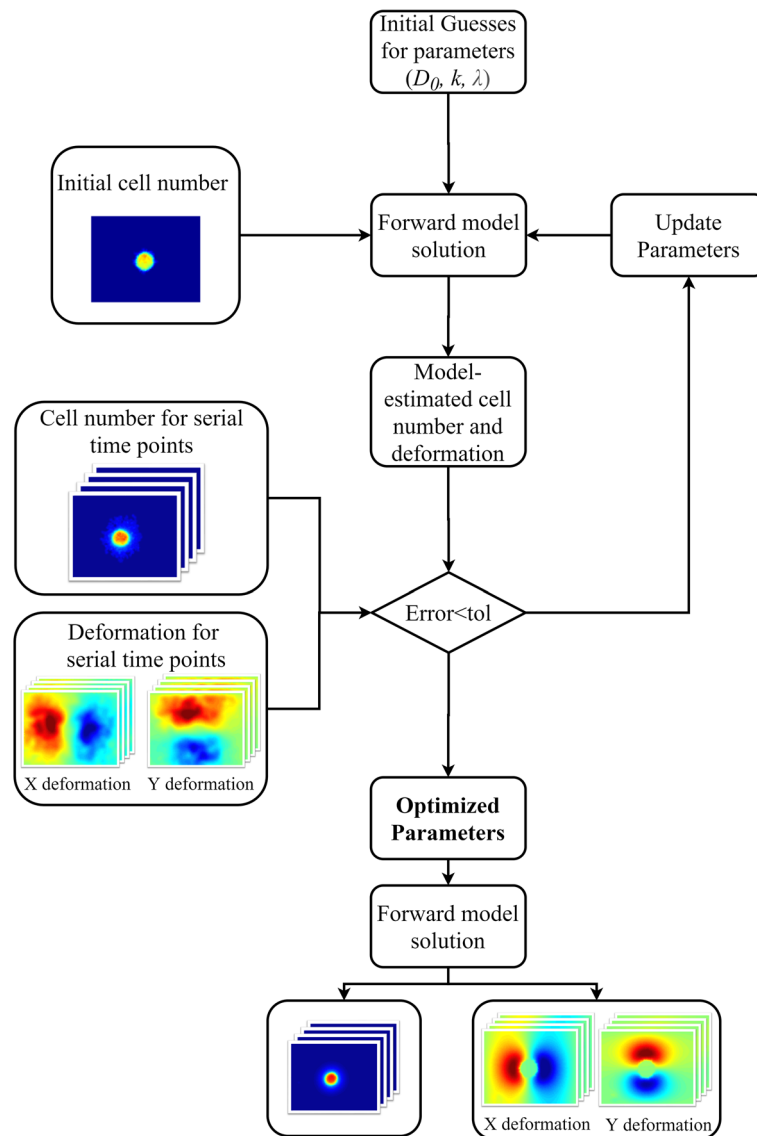 Initial Guesses
for parameters
(D₀, k, λ)
Initial cell number
Forward model
solution
Update
Parameters
Model-
estimated cell
number and
deformation
Cell number for serial
time points
Error<tol
Deformation for
serial time points
X deformation
Y deformation
Optimized
Parameters
Forward model
solution
X deformation
Y deformation